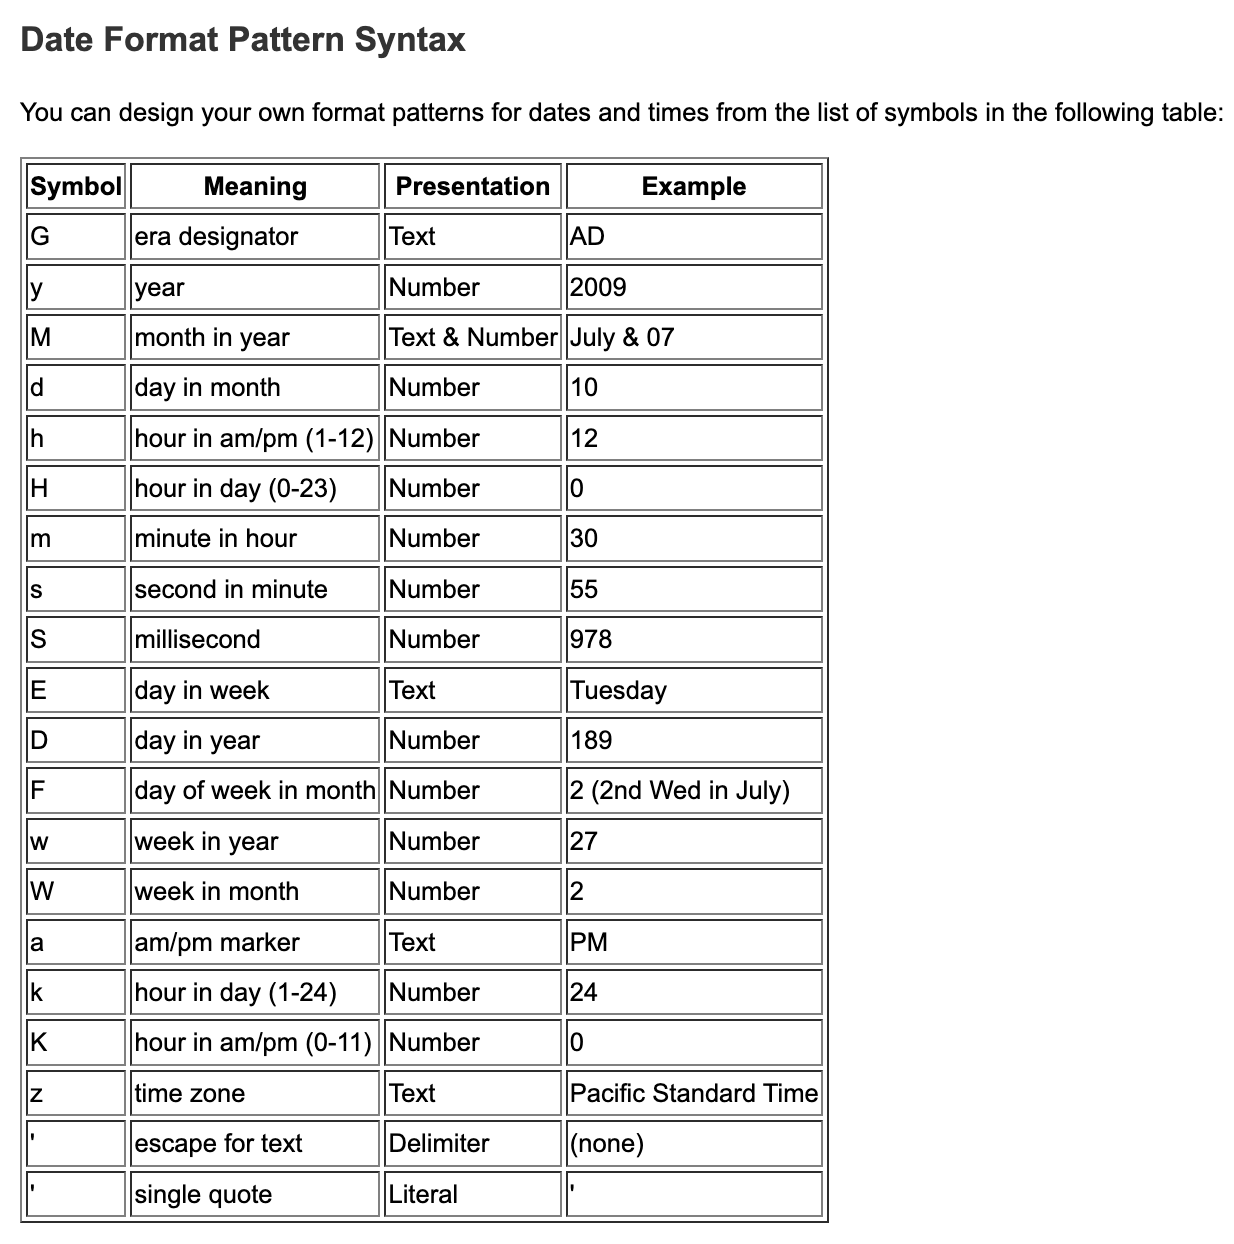 Date Format Pattern Syntax
You can design your own format patterns for dates and times from the list of symbols in the following table:
Symbol Meaning Presentation Example
G era designator Text AD
y year Number 2009
M month in year Text & Number July & 07
d day in month Number 10
h hour in am/pm (1-12) Number 12
H hour in day (0-23) Number 0
m minute in hour Number 30
s second in minute Number 55
S millisecond Number 978
E day in week Text Tuesday
D day in year Number 189
F day of week in month Number 2 (2nd Wed in July)
w week in year Number 27
W week in month Number 2
a am/pm marker Text PM
k hour in day (1-24) Number 24
K hour in am/pm (0-11) Number 0
z time zone Text Pacific Standard Time
' escape for text Delimiter (none)
' single quote Literal '